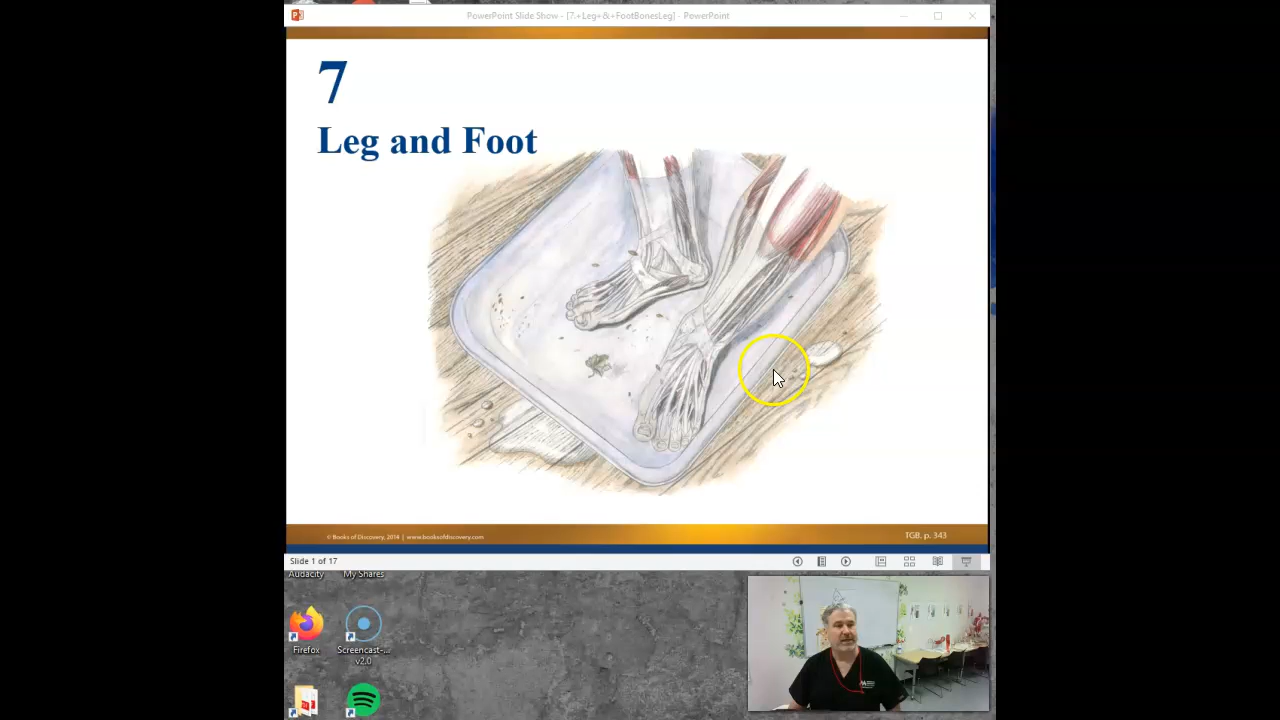 PowerPoint Slide Show - [7.+Leg+&+FootBonesLeg] - PowerPoint
7
Leg and Foot
© Books of Discovery, 2014 | www.booksofdiscovery.com
TGB. p. 343
Slide 1 of 17
Audacity
My Shares
Firefox
Screencast-...
v2.0